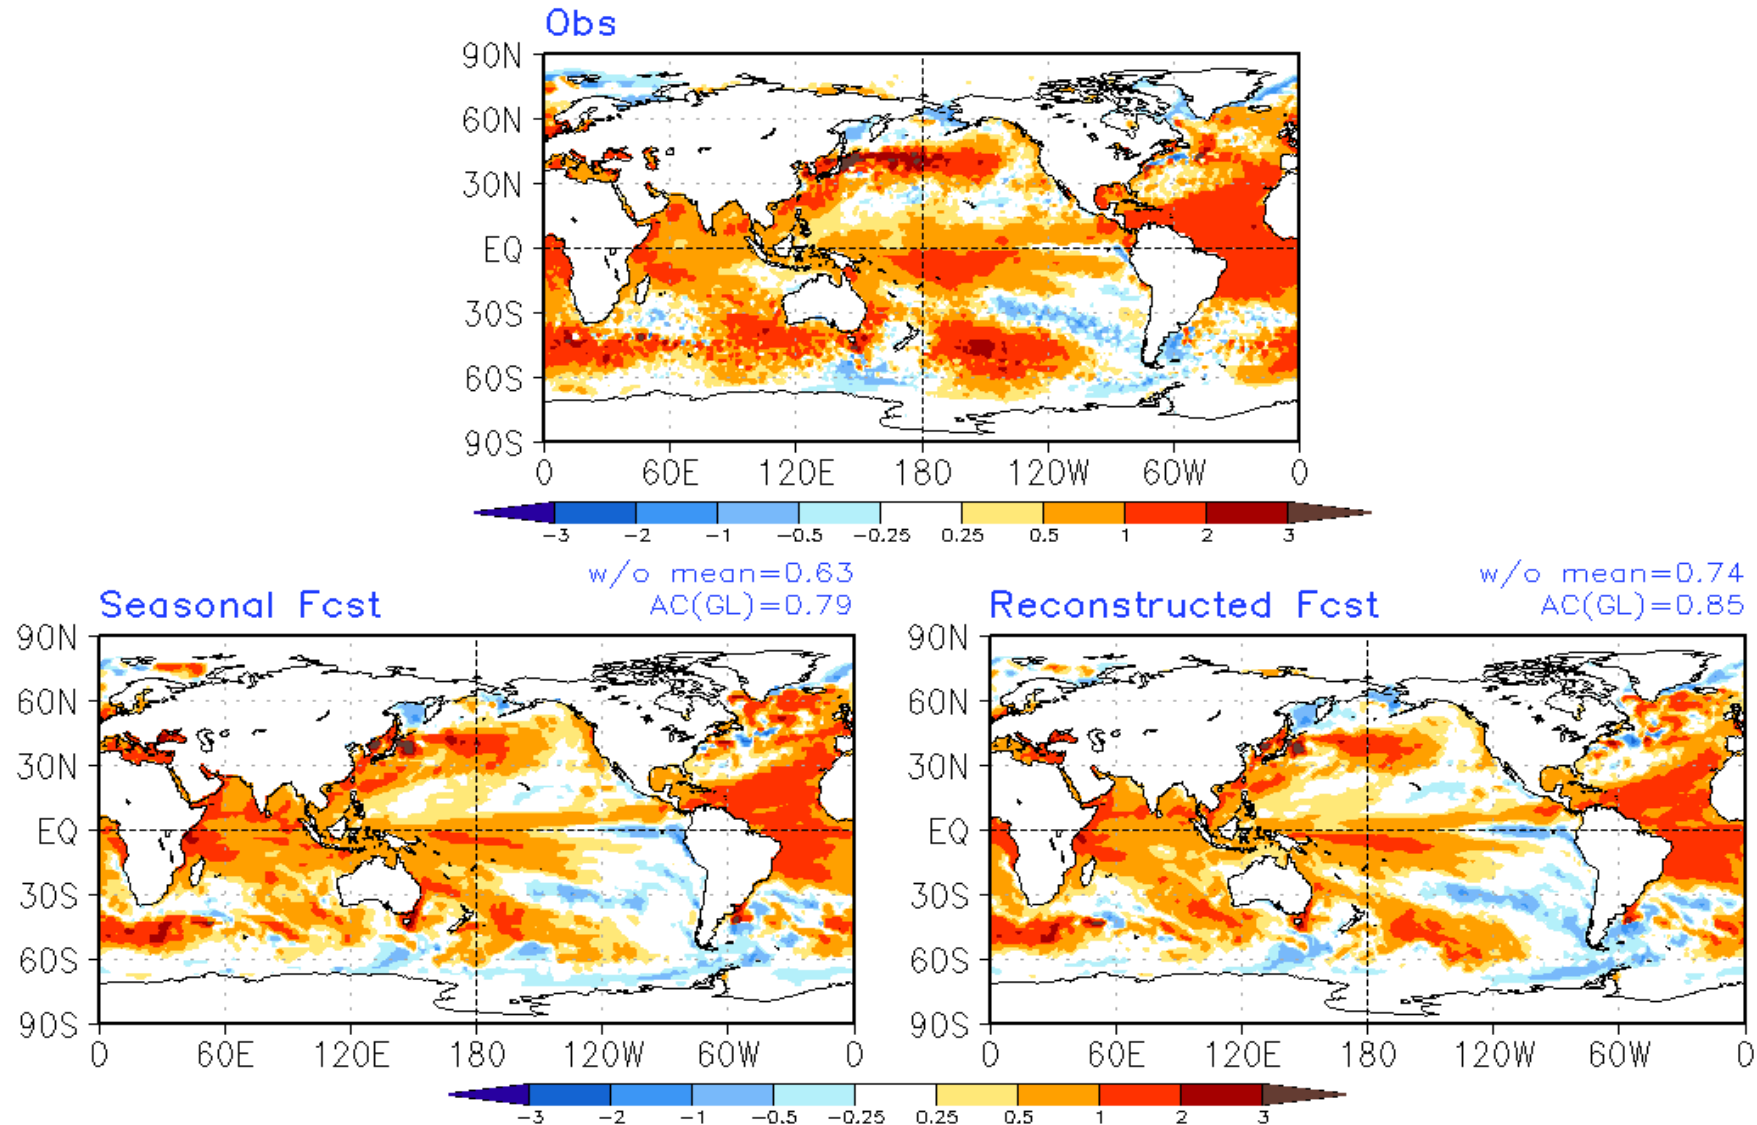 Obs
90N
60N
30N
EQ
30S
60S
90S
0 60E 120E 180 120W 60W 0
-3 -2 -1 -0.5 -0.25 0.25 0.5 1 2 3
w/o mean=0.63
Seasonal Fcst AC(GL)=0.79
90N
60N
30N
EQ
30S
60S
90S
0 60E 120E 180 120W 60W 0
w/o mean=0.74
Reconstructed Fcst AC(GL)=0.85
90N
60N
30N
EQ
30S
60S
90S
0 60E 120E 180 120W 60W 0
-3 -2 -1 -0.5 -0.25 0.25 0.5 1 2 3